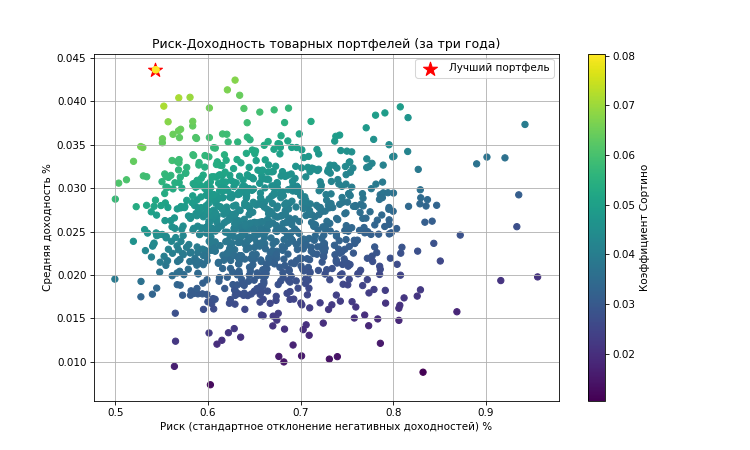 Риск-Доходность товарных портфелей (за три года)
Лучший портфель
Средняя доходность %
0.045
0.040
0.035
0.030
0.025
0.020
0.015
0.010
0.5 0.6 0.7 0.8 0.9
Риск (стандартное отклонение негативных доходностей) %
0.08
0.07
0.06
0.05
0.04
0.03
0.02
Коэффициент Сортино